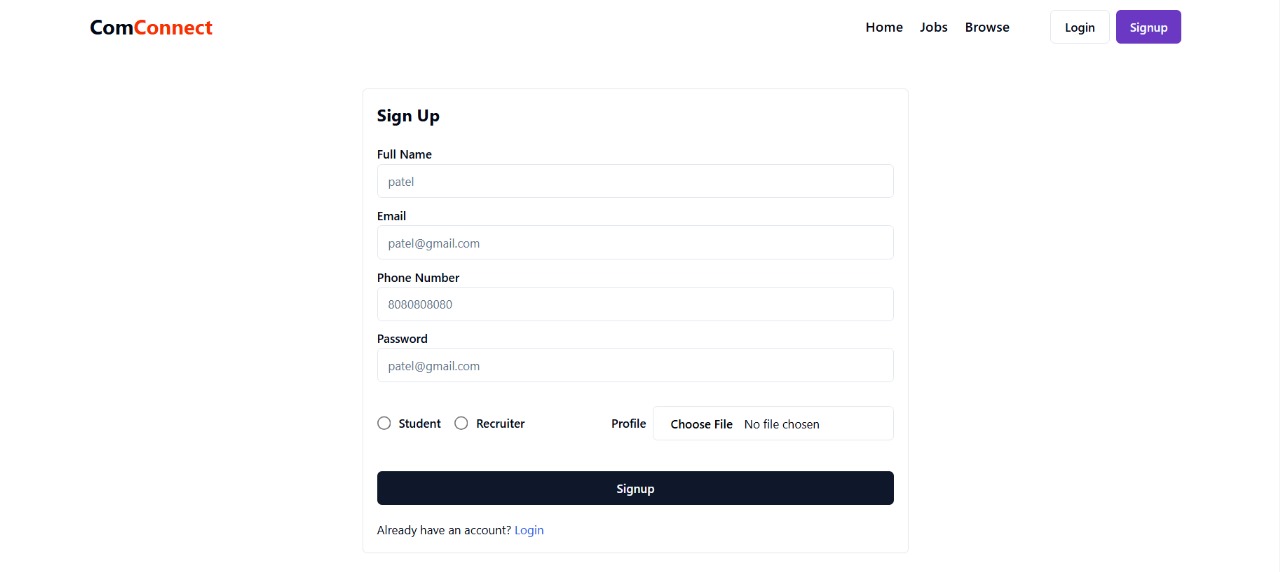 ComConnect Home Jobs Browse Login Signup
Sign Up
Full Name
patel
Email
patel@gmail.com
Phone Number
8080808080
Password
patel@gmail.com
Student Recruiter Profile Choose File No file chosen
Signup
Already have an account? Login